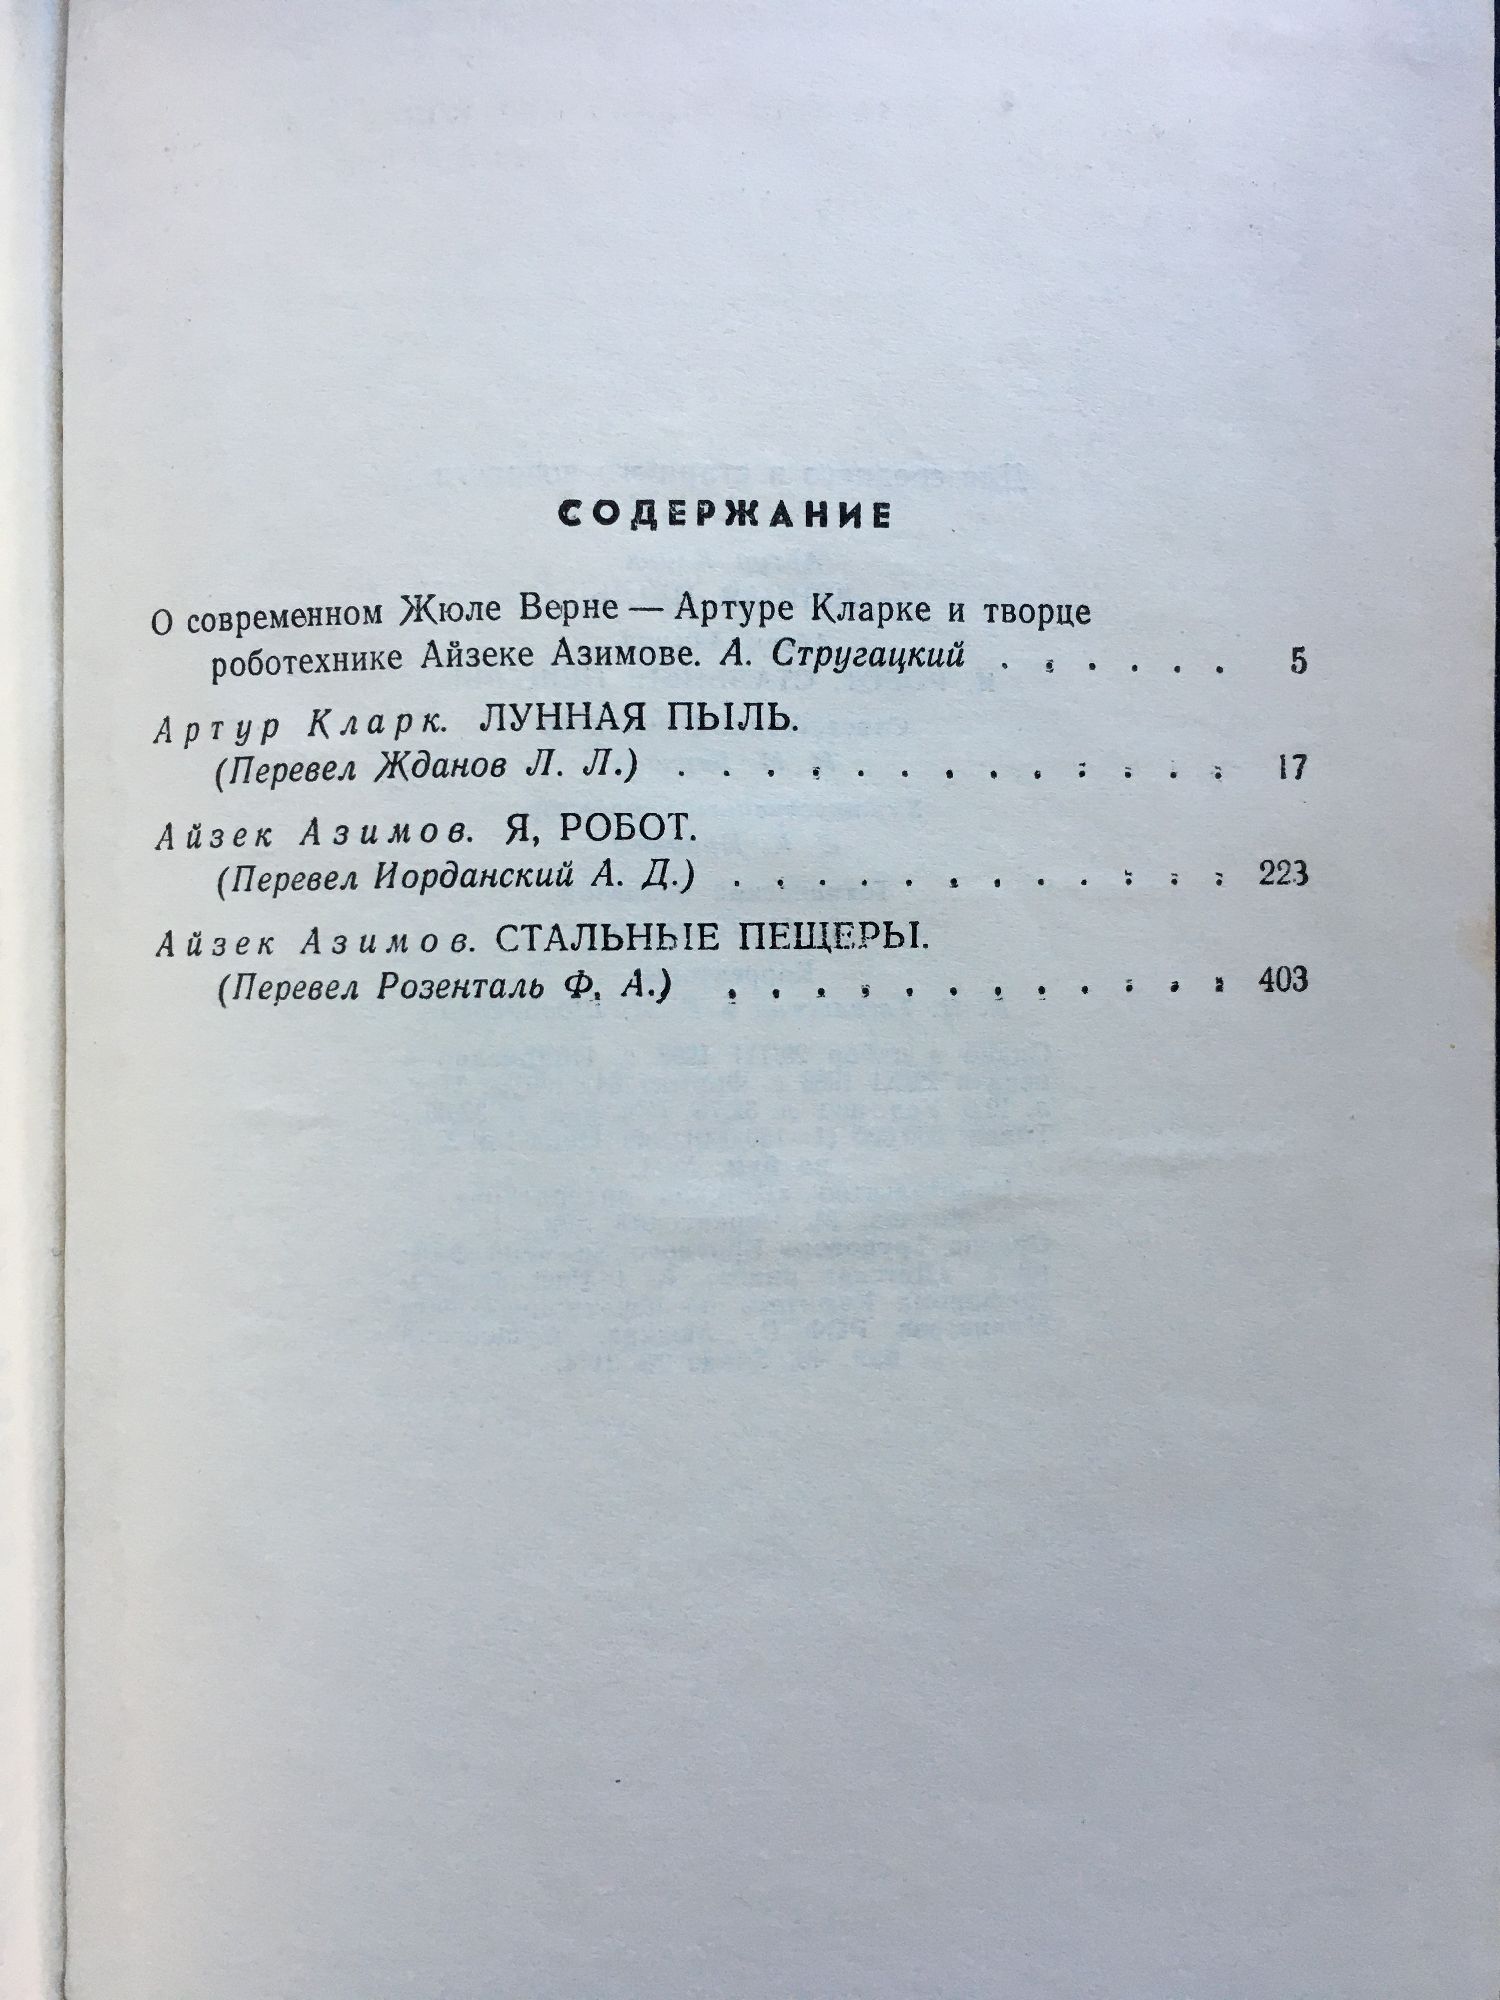 СОДЕРЖАНИЕ
О современном Жюле Верне — Артуре Кларке и творце
роботехнике Айзеке Азимове. А. Стругацкий . . . . . . 5
Артур Кларк. ЛУННАЯ ПЫЛЬ.
(Перевел Жданов Л. Л.) . . . . . . . . . . . . . 17
Айзек Азимов. Я, РОБОТ.
(Перевел Иорданский А. Д.) . . . . . . . . . . . . 223
Айзек Азимов. СТАЛЬНЫЕ ПЕЩЕРЫ.
(Перевел Розенталь Ф. А.) . . . . . . . . . . . . 403